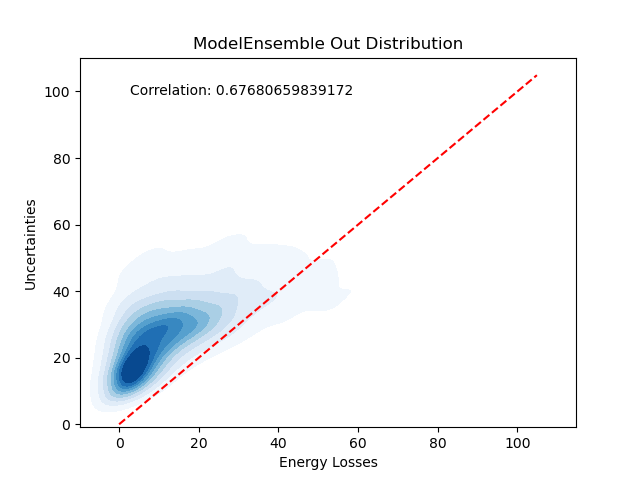 ModelEnsemble Out Distribution
Correlation: 0.67680659839172
100
80
60
40
20
0
Uncertainties
0 20 40 60 80 100
Energy Losses